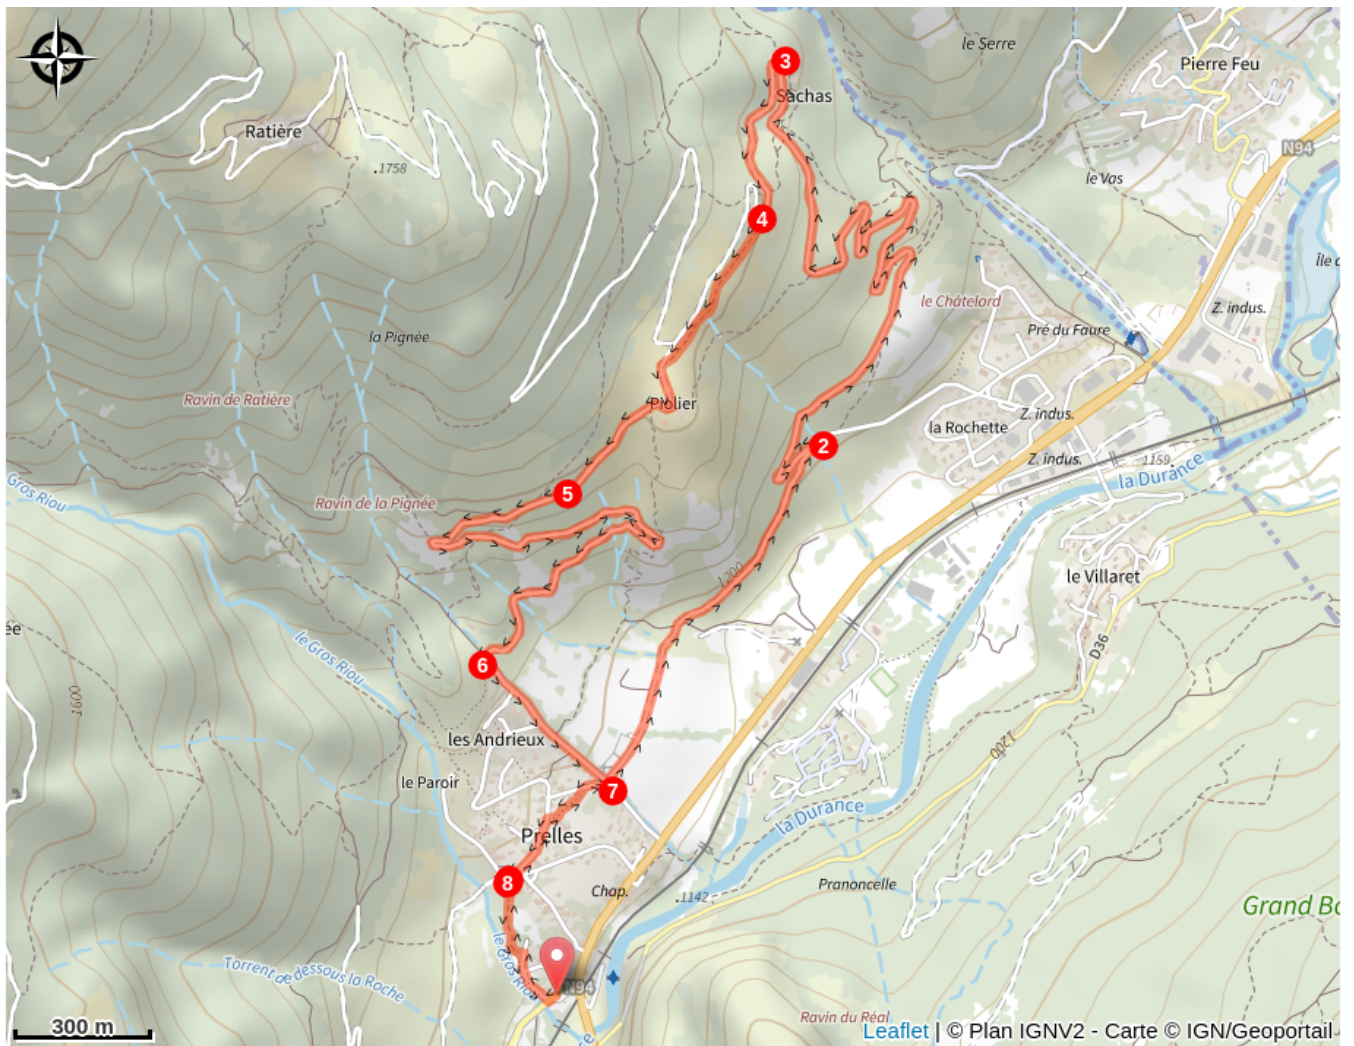 3
Sachas
le Serre
Pierre Feu
N94
Ratière
.1758
le Vas
4
Île d
le Châtelard
Z. indus.
la Pignée
Pré du Faure
Ravin de Ratière
Piolier
Z. indus.
la Rochette
2
Z. indus.
1159.
la Durance
Gros Riou
5
Ravin de la Pignée
1200
le Villaret
ée
le Gros Riou
D36
6
1600
les Andrieux
1200
le Paroir
7
la Durance
Prelles
8
Chap.
.1142
Pranoncelle
Grand Bo
le Gros Riou
Torrent de dessous la Roche
N94
Ravin du Réal
300 m
Leaflet | © Plan IGNV2 - Carte © IGN/Geoportail